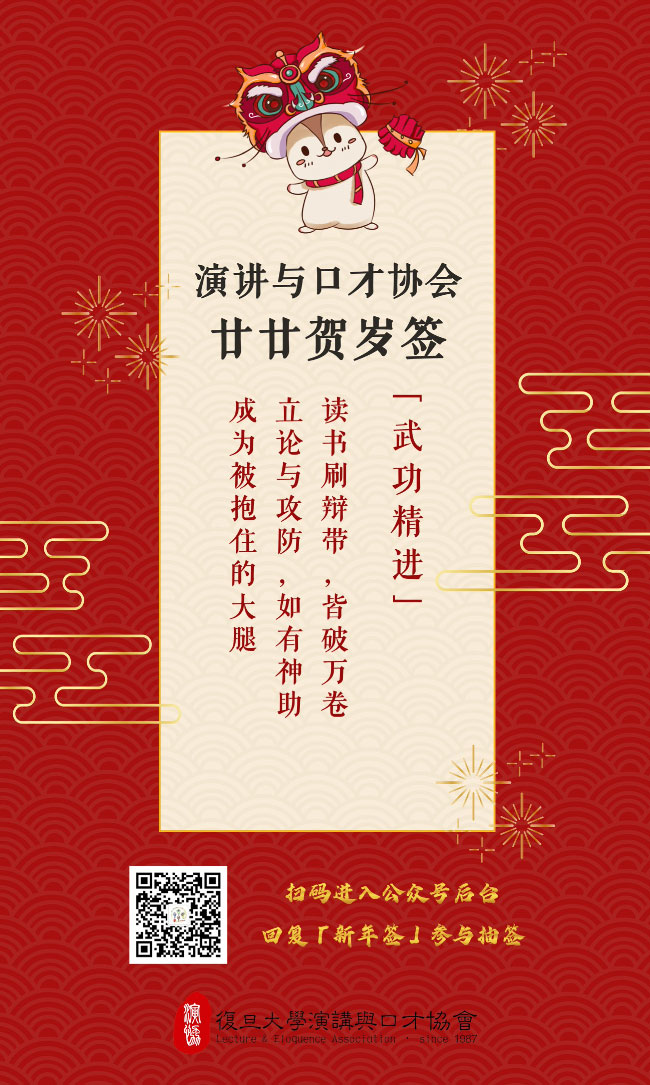 演讲与口才协会
廿廿贺岁签
「武功精进」
读书刷辩带，皆破万卷
立论与攻防，如有神助
成为被抱住的大腿
扫码进入公众号后台
回复「新年签」参与抽签
演協
復旦大學演講與口才協會
Lecture & Eloquence Association · since 1987